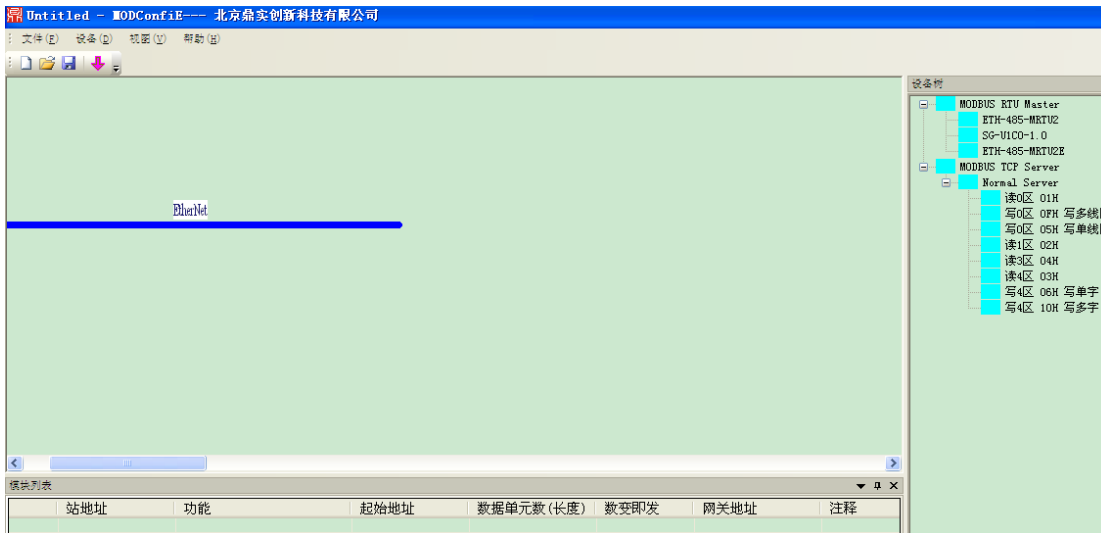 Untitled - MODConfiE--- 北京鼎实创新科技有限公司
文件(F) 设备(D) 视图(V) 帮助(H)
设备树
MODBUS RTU Master
ETH-485-MRTU2
SG-U1C0-1.0
ETH-485-MRTU2E
MODBUS TCP Server
Normal Server
读0区 01H
写0区 0FH 写多线
写0区 05H 写单线
读1区 02H
读3区 04H
读4区 03H
写4区 06H 写单字
写4区 10H 写多字
EtherNet
模块列表
站地址 功能 起始地址 数据单元数(长度) 数变即发 网关地址 注释